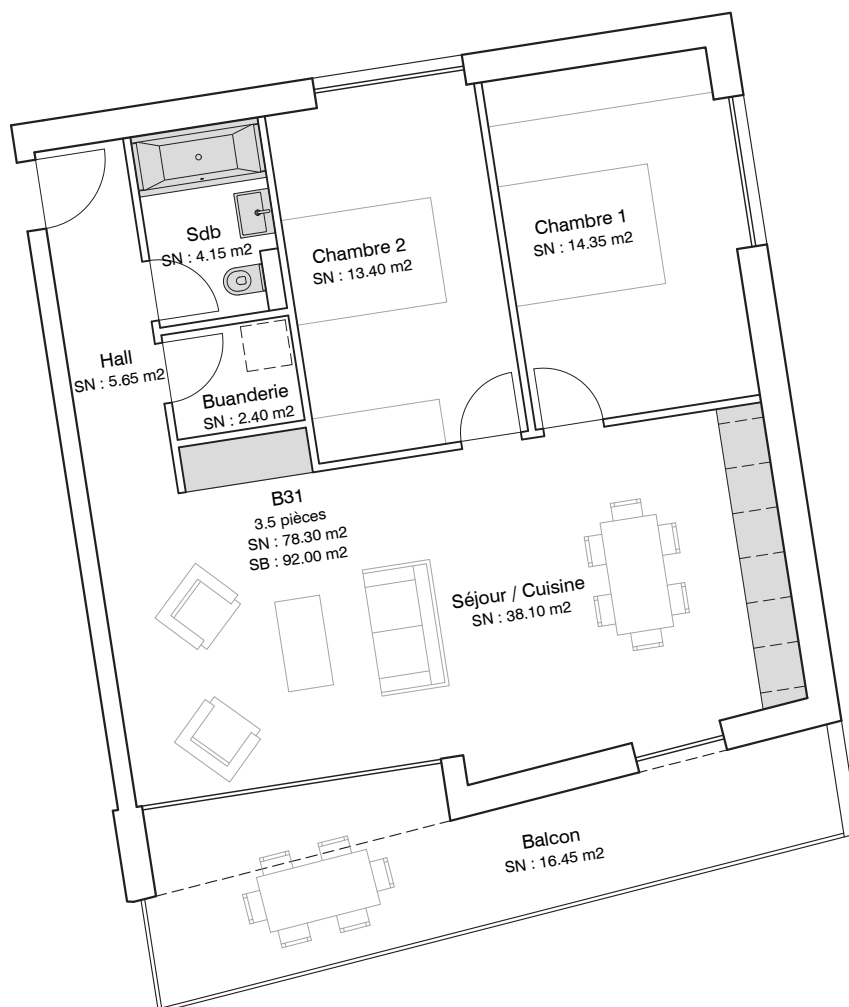 Chambre 1
SN : 14.35 m2
Sdb
SN : 4.15 m2
Chambre 2
SN : 13.40 m2
Hall
SN : 5.65 m2
Buanderie
SN : 2.40 m2
B31
3.5 pièces
SN : 78.30 m2
SB : 92.00 m2
Séjour / Cuisine
SN : 38.10 m2
Balcon
SN : 16.45 m2